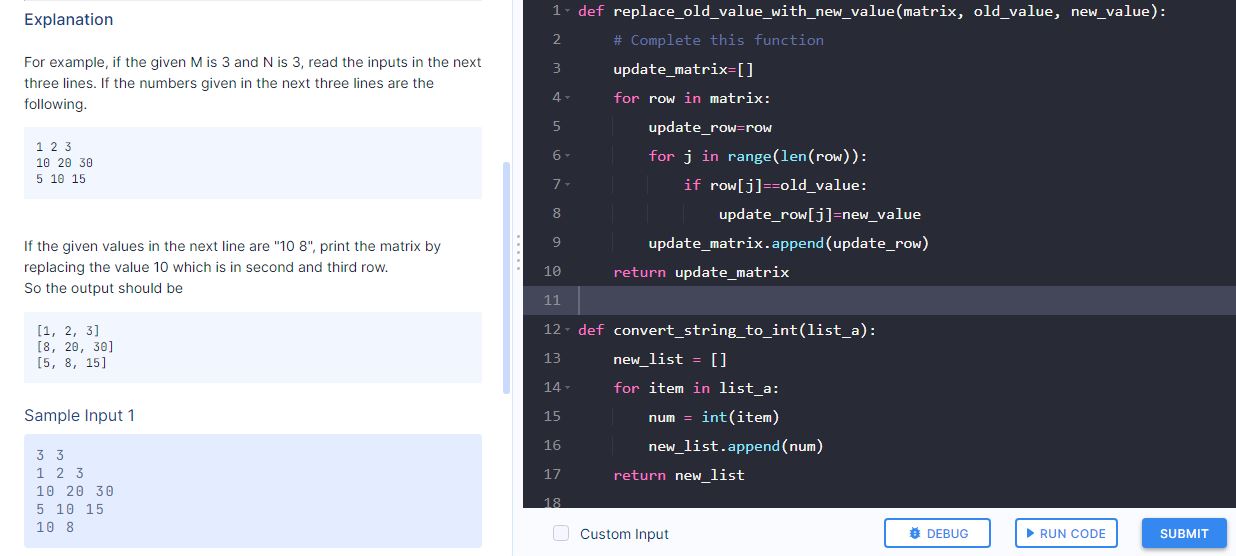 Explanation
For example, if the given M is 3 and N is 3, read the inputs in the next
three lines. If the numbers given in the next three lines are the
following.
1 2 3
10 20 30
5 10 15
If the given values in the next line are "10 8", print the matrix by
replacing the value 10 which is in second and third row.
So the output should be
[1, 2, 3]
[8, 20, 30]
[5, 8, 15]
Sample Input 1
3 3
1 2 3
10 20 30
5 10 15
10 8
1 def replace_old_value_with_new_value(matrix, old_value, new_value):
2     # Complete this function
3     update_matrix=[]
4     for row in matrix:
5         update_row=row
6         for j in range(len(row)):
7             if row[j]==old_value:
8                 update_row[j]=new_value
9         update_matrix.append(update_row)
10     return update_matrix
11
12 def convert_string_to_int(list_a):
13     new_list = []
14     for item in list_a:
15         num = int(item)
16         new_list.append(num)
17     return new_list
18
Custom Input
DEBUG
RUN CODE
SUBMIT